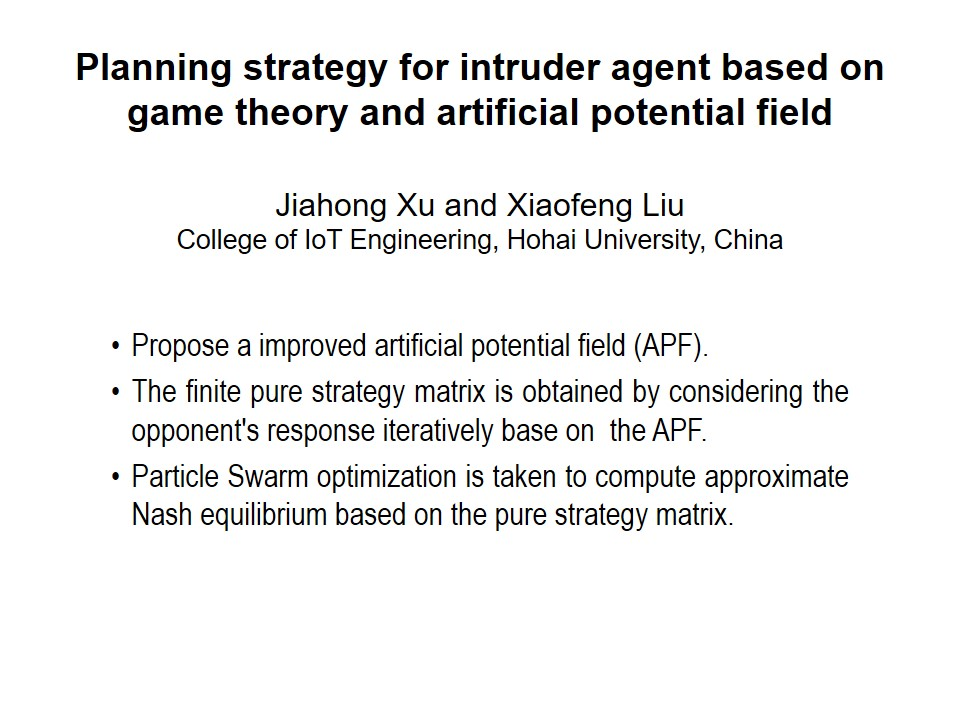 Planning strategy for intruder agent based on
game theory and artificial potential field
Jiahong Xu and Xiaofeng Liu
College of IoT Engineering, Hohai University, China
• Propose a improved artificial potential field (APF).
• The finite pure strategy matrix is obtained by considering the
opponent's response iteratively base on  the APF.
• Particle Swarm optimization is taken to compute approximate
Nash equilibrium based on the pure strategy matrix.